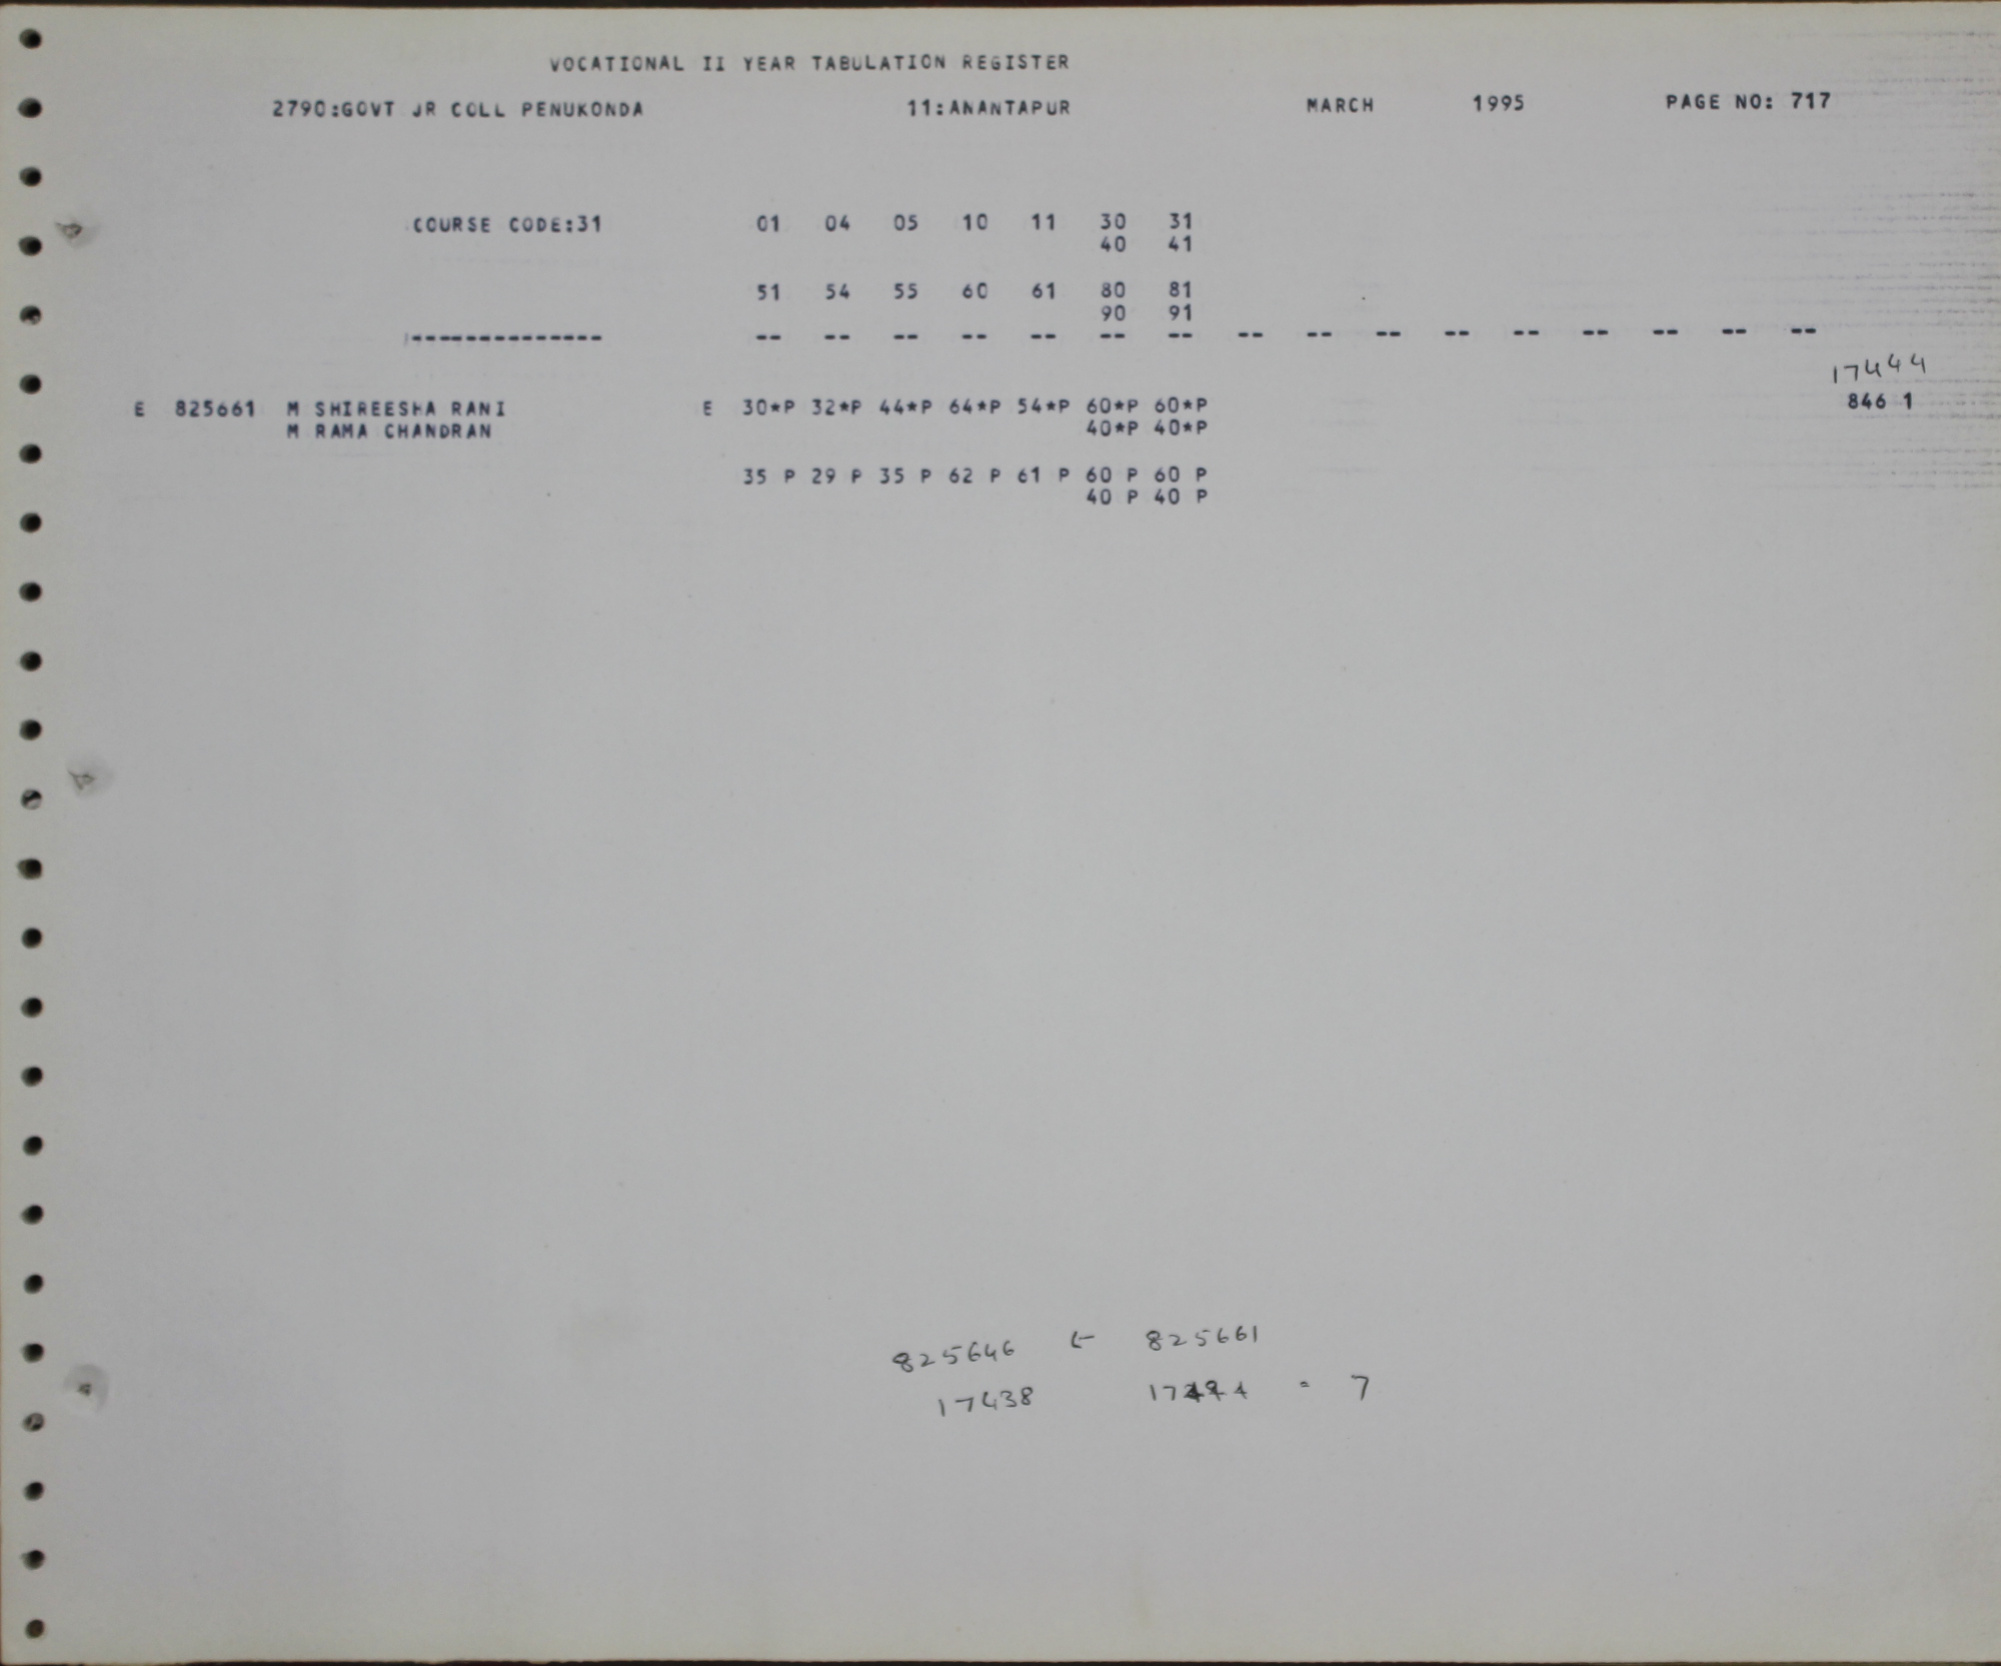 VOCATIONAL II YEAR TABULATION REGISTER
2790:GOVT JR COLL PENUKONDA 11:ANANTAPUR MARCH 1995 PAGE NO: 717
COURSE CODE:31 01 04 05 10 11 30 31
40 41
51 54 55 60 61 80 81
90 91
-------------- -- -- -- -- -- -- -- -- -- -- -- -- -- -- -- --
17444
E 825661 M SHIREESHA RANI E 30*P 32*P 44*P 64*P 54*P 60*P 60*P 846 1
M RAMA CHANDRAN 40*P 40*P
35 P 29 P 35 P 62 P 61 P 60 P 60 P
40 P 40 P
825646 ← 825661
17438 17444 = 7